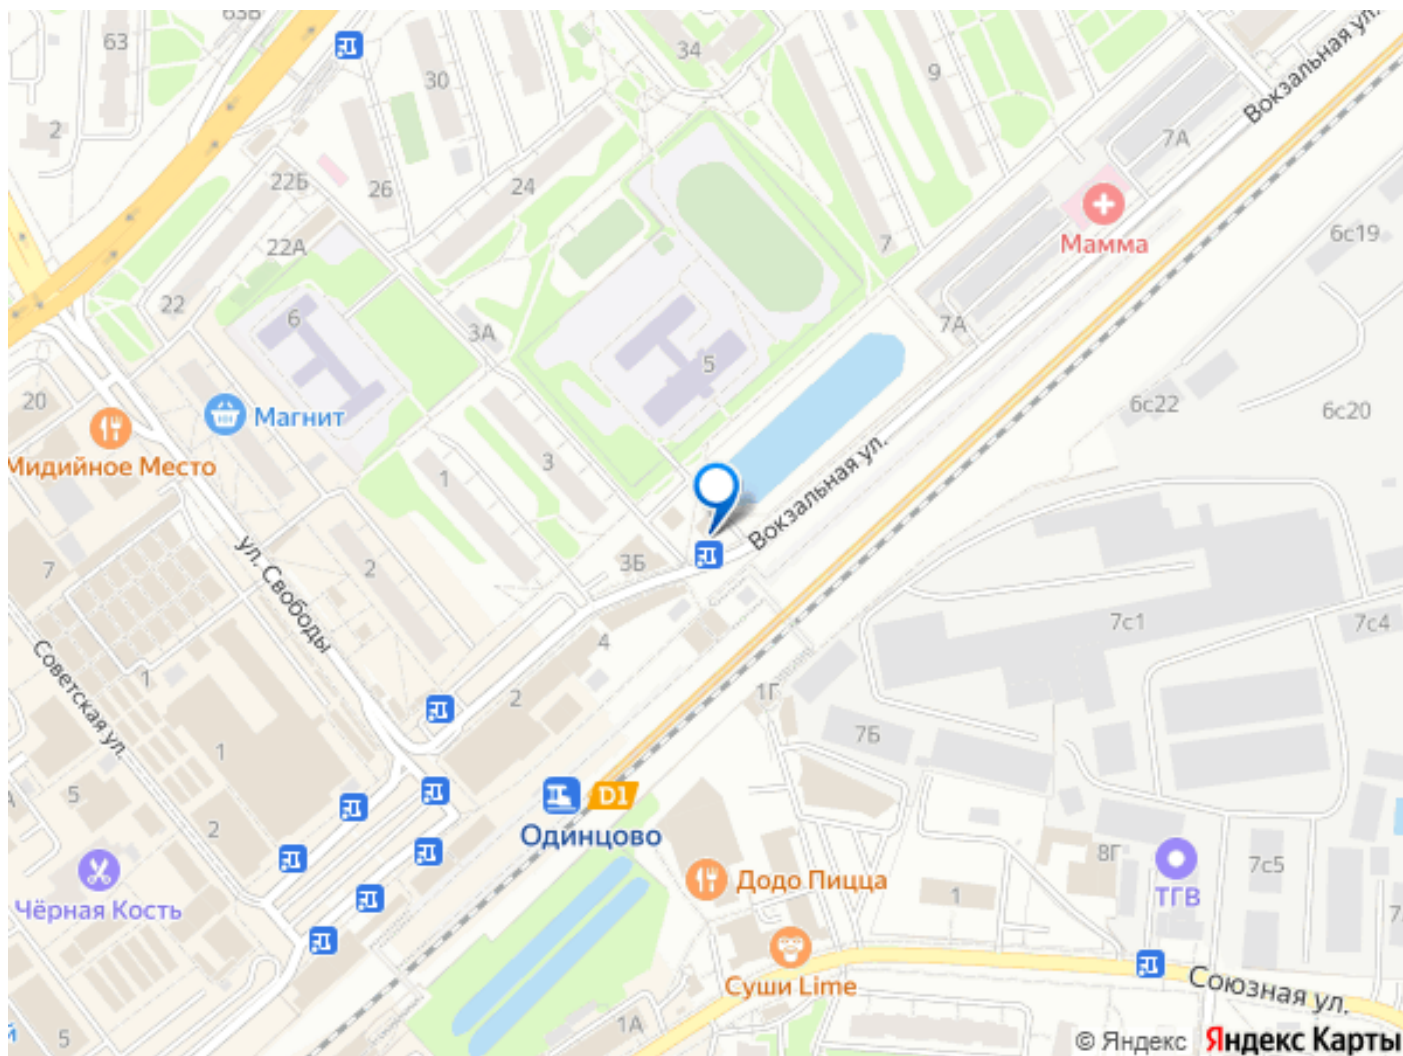 63В
63
34
30
9
Вокзальная ул.
2
7А
22Б
26
24
Мамма
22А
7
6с19
22
6
3А
7А
5
20
Магнит
6с22
6с20
Мидийное Место
1
3
Вокзальная ул.
ул. Свободы
3Б
7
2
7с1
7с4
Советская ул.
4
1
1Г
2
7Б
1
D1
5
2
Одинцово
8Г
7с5
Додо Пицца
1
ТГВ
Чёрная Кость
Суши Lime
Союзная ул.
1А
й
5
© Яндекс
Яндекс Карты